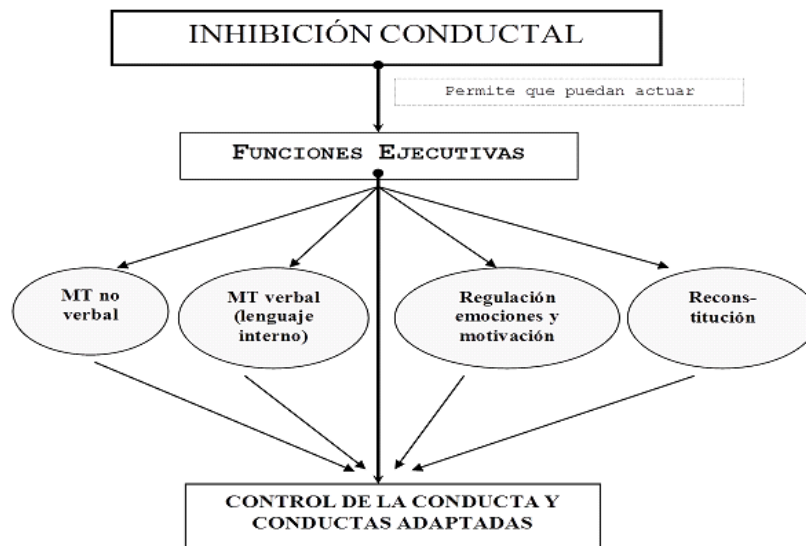 INHIBICIÓN CONDUCTAL
Permite que puedan actuar
FUNCIONES EJECUTIVAS
MT no
verbal
MT verbal
(lenguaje
interno)
Regulación
emociones y
motivación
Recons-
titución
CONTROL DE LA CONDUCTA Y
CONDUCTAS ADAPTADAS